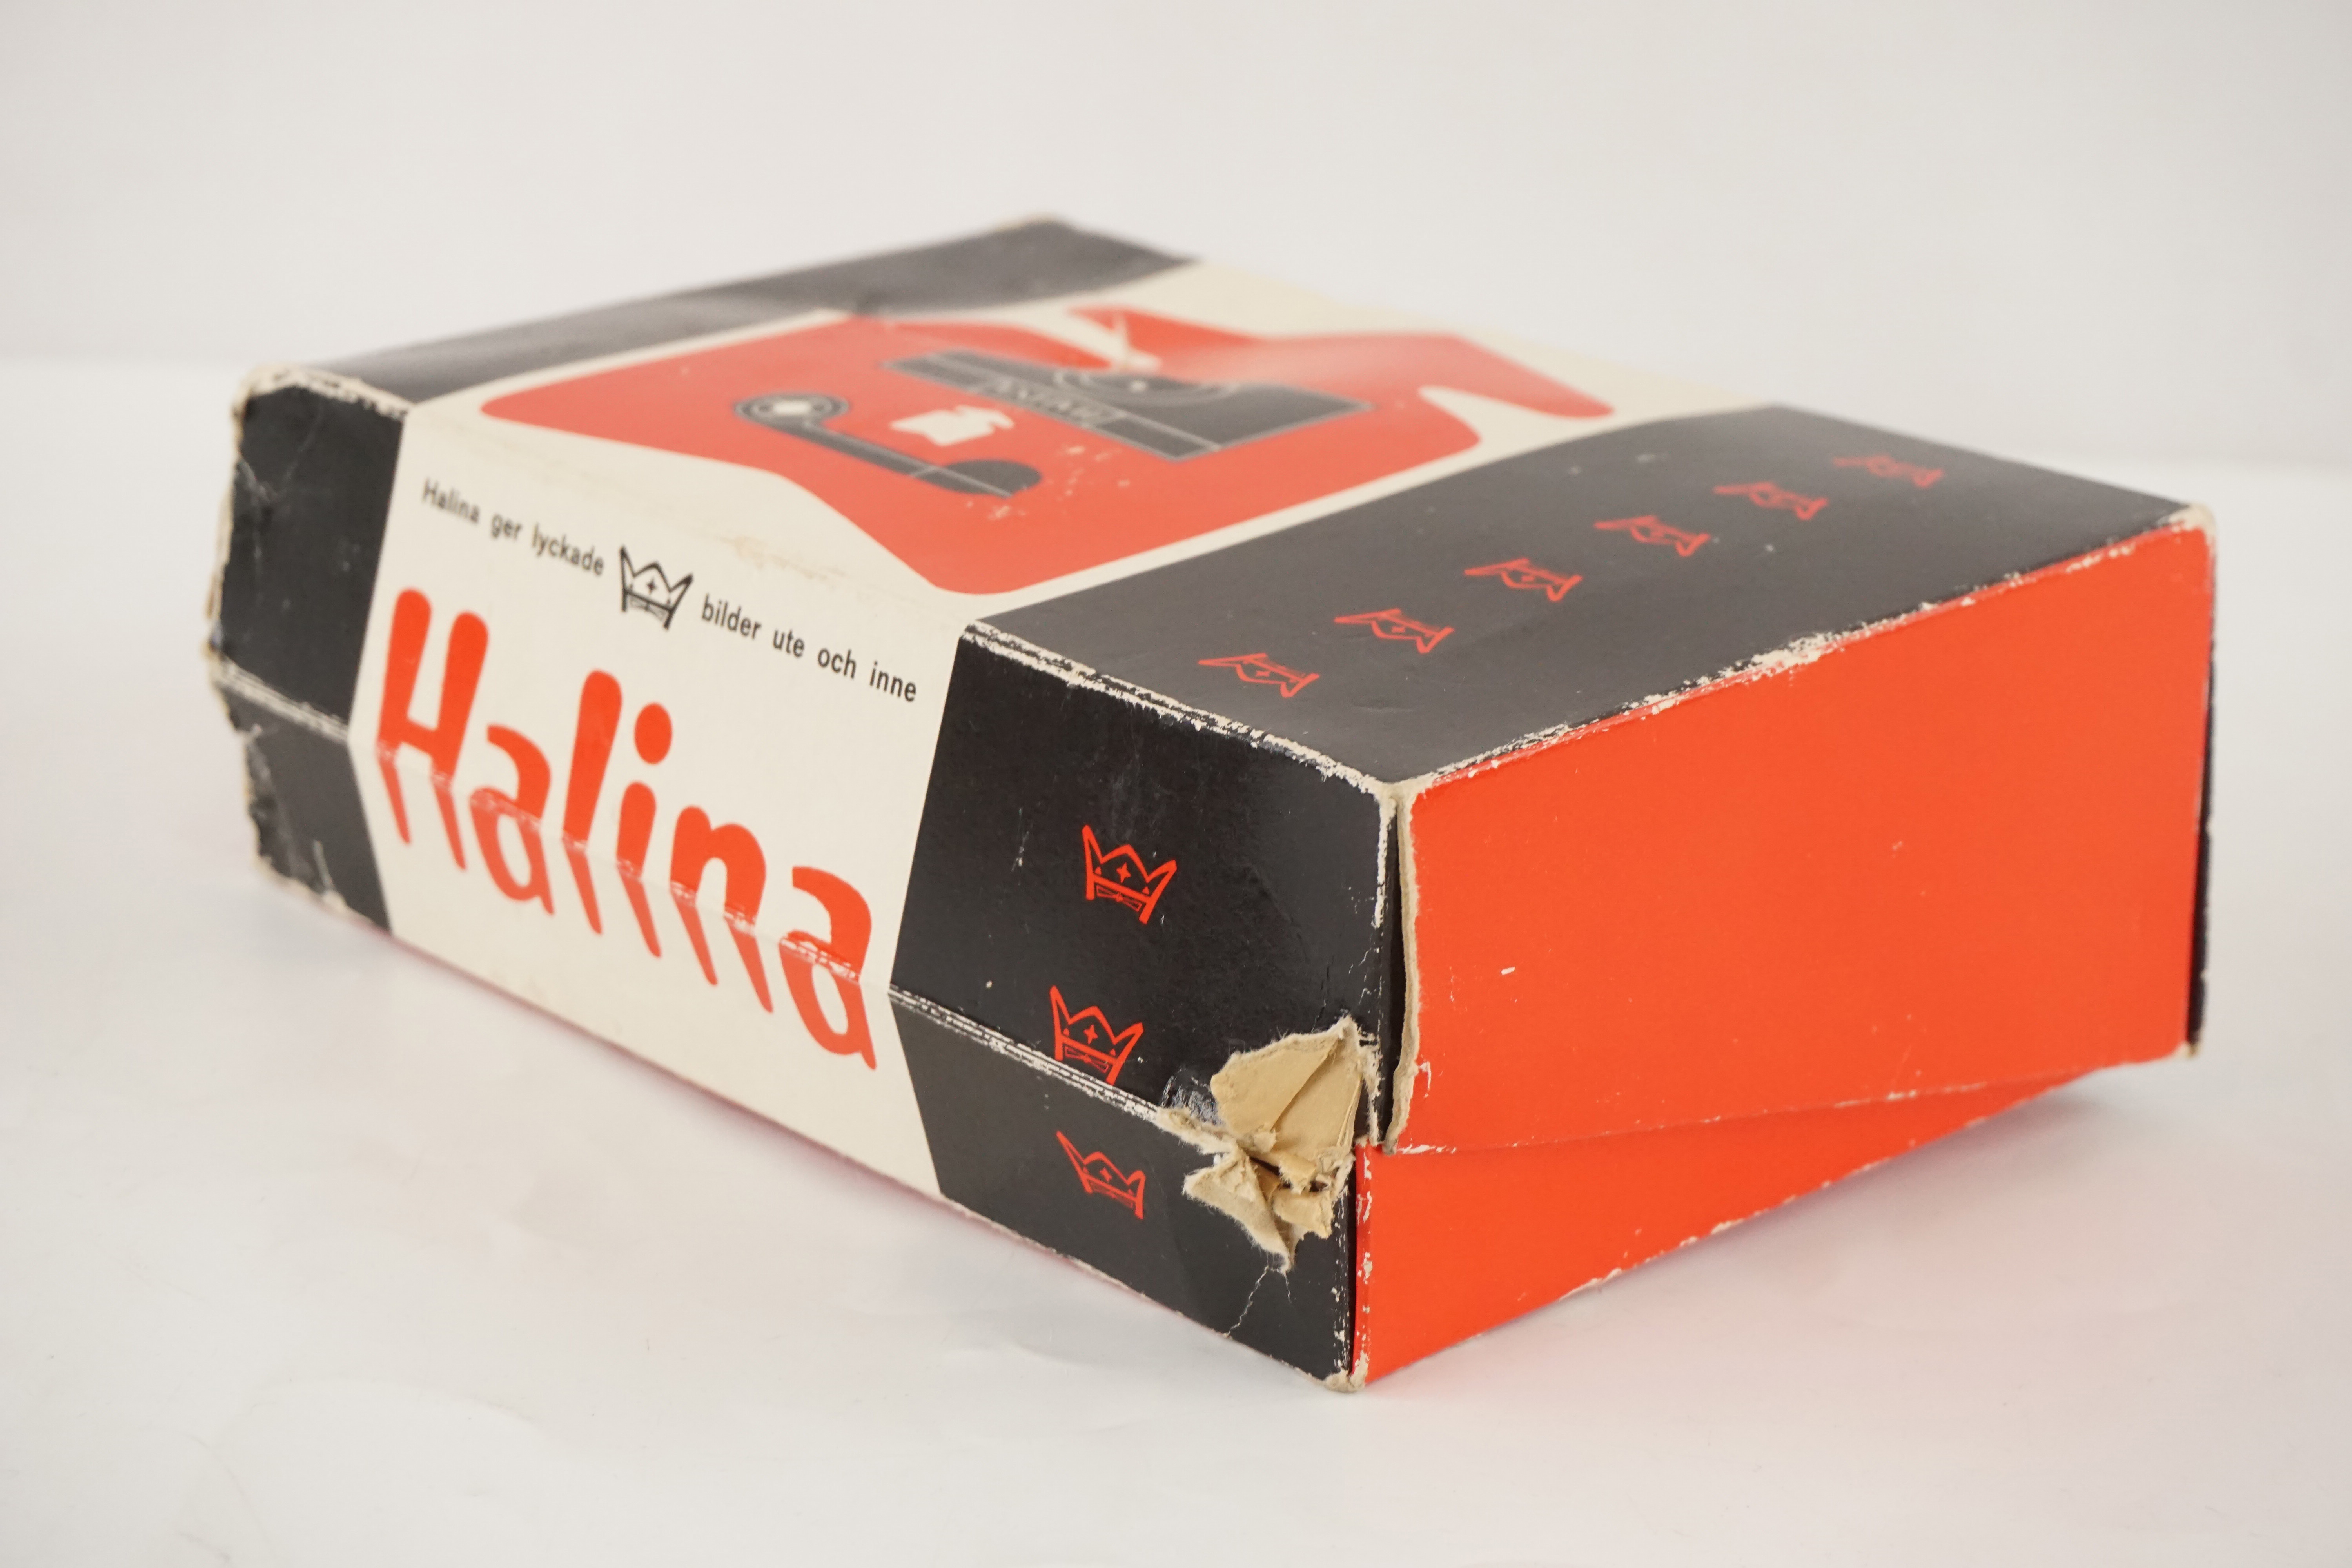 Halina ger lyckade bilder ute och inne
Halina